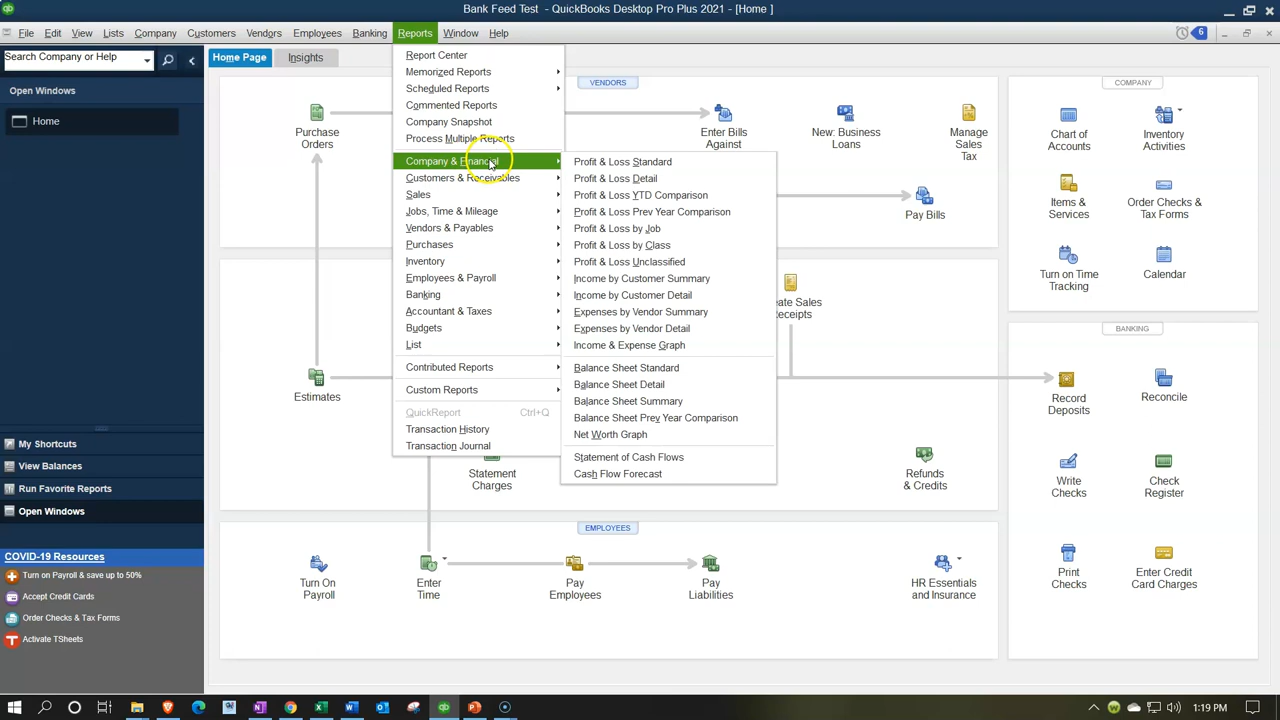 Bank Feed Test - QuickBooks Desktop Pro Plus 2021 - [Home ]
File Edit View Lists Company Customers Vendors Employees Banking Reports Window Help
6
Search Company or Help
Home Page
Insights
Open Windows
Home
My Shortcuts
View Balances
Run Favorite Reports
Open Windows
COVID-19 Resources
Turn on Payroll & save up to 50%
Accept Credit Cards
Order Checks & Tax Forms
Activate TSheets
Report Center
Memorized Reports
Scheduled Reports
Commented Reports
Company Snapshot
Process Multiple Reports
Company & Financial
Customers & Receivables
Sales
Jobs, Time & Mileage
Vendors & Payables
Purchases
Inventory
Employees & Payroll
Banking
Accountant & Taxes
Budgets
List
Contributed Reports
Custom Reports
QuickReport Ctrl+Q
Transaction History
Transaction Journal
Profit & Loss Standard
Profit & Loss Detail
Profit & Loss YTD Comparison
Profit & Loss Prev Year Comparison
Profit & Loss by Job
Profit & Loss by Class
Profit & Loss Unclassified
Income by Customer Summary
Income by Customer Detail
Expenses by Vendor Summary
Expenses by Vendor Detail
Income & Expense Graph
Balance Sheet Standard
Balance Sheet Detail
Balance Sheet Summary
Balance Sheet Prev Year Comparison
Net Worth Graph
Statement of Cash Flows
Cash Flow Forecast
VENDORS
Purchase
Orders
Enter Bills
Against
New: Business
Loans
Manage
Sales
Tax
Pay Bills
eate Sales
eceipts
Estimates
Statement
Charges
Refunds
& Credits
EMPLOYEES
Turn On
Payroll
Enter
Time
Pay
Employees
Pay
Liabilities
HR Essentials
and Insurance
COMPANY
Chart of
Accounts
Inventory
Activities
Items &
Services
Order Checks &
Tax Forms
Turn on Time
Tracking
Calendar
BANKING
Record
Deposits
Reconcile
Write
Checks
Check
Register
Print
Checks
Enter Credit
Card Charges
1:19 PM